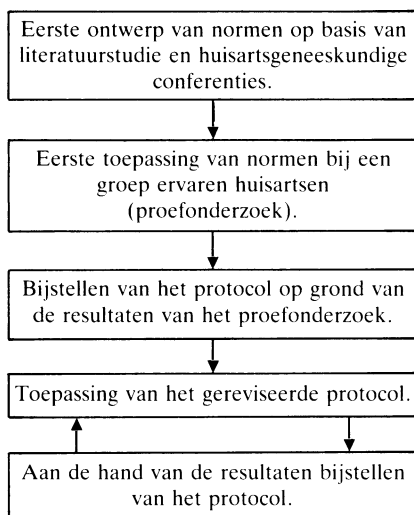 Eerste ontwerp van normen op basis van
literatuurstudie en huisartsgeneeskundige
conferenties.
Eerste toepassing van normen bij een
groep ervaren huisartsen
(proefonderzoek).
Bijstellen van het protocol op grond van
de resultaten van het proefonderzoek.
Toepassing van het gereviseerde protocol.
Aan de hand van de resultaten bijstellen
van het protocol.